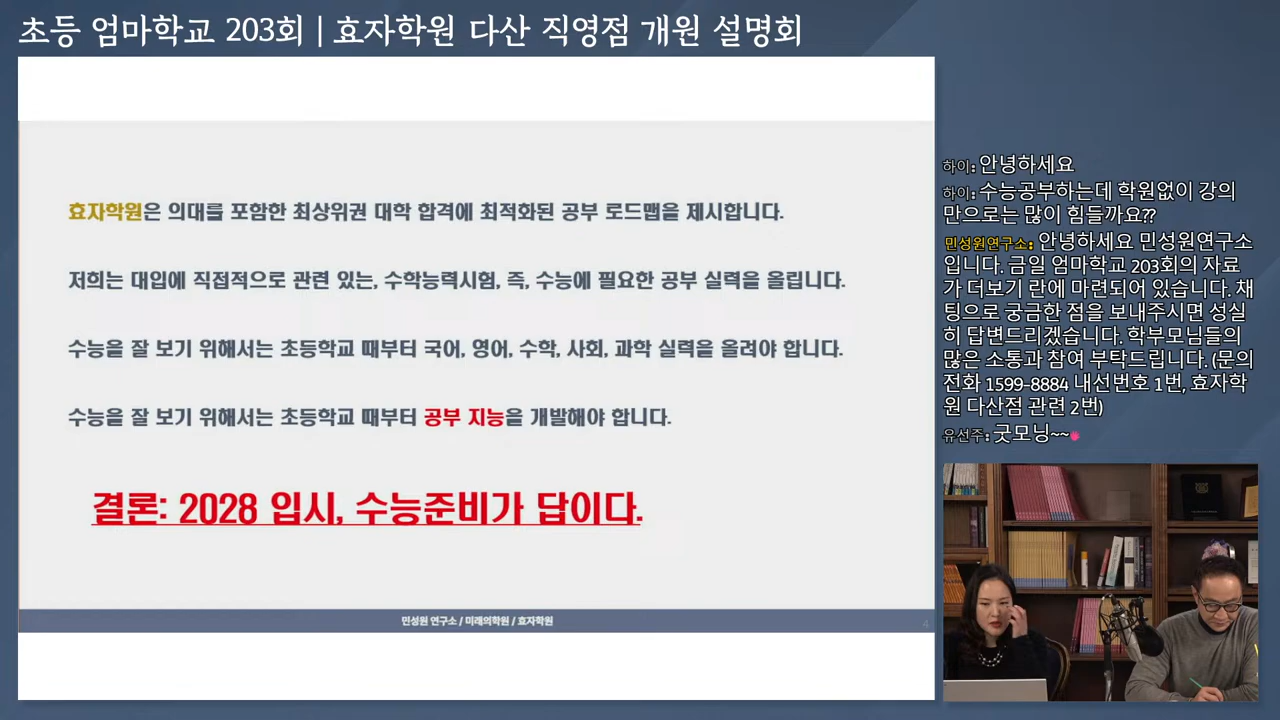 초등 엄마학교 203회 | 효자학원 다산 직영점 개원 설명회
효자학원은 의대를 포함한 최상위권 대학 합격에 최적화된 공부 로드맵을 제시합니다.
저희는 대입에 직접적으로 관련 있는, 수학능력시험, 즉, 수능에 필요한 공부 실력을 올립니다.
수능을 잘 보기 위해서는 초등학교 때부터 국어, 영어, 수학, 사회, 과학 실력을 올려야 합니다.
수능을 잘 보기 위해서는 초등학교 때부터 공부 지능을 개발해야 합니다.
결론: 2028 입시, 수능준비가 답이다.
민성원 연구소 / 미래의학원 / 효자학원
4
하이: 안녕하세요
하이: 수능공부하는데 학원없이 강의
만으로는 많이 힘들까요??
민성원연구소: 안녕하세요 민성원연구소
입니다. 금일 엄마학교 203회의 자료
가 더보기 란에 마련되어 있습니다. 채
팅으로 궁금한 점을 보내주시면 성실
히 답변드리겠습니다. 학부모님들의
많은 소통과 참여 부탁드립니다. (문의
전화 1599-8884 내선번호 1번, 효자학
원 다산점 관련 2번)
유선주: 굿모닝~~